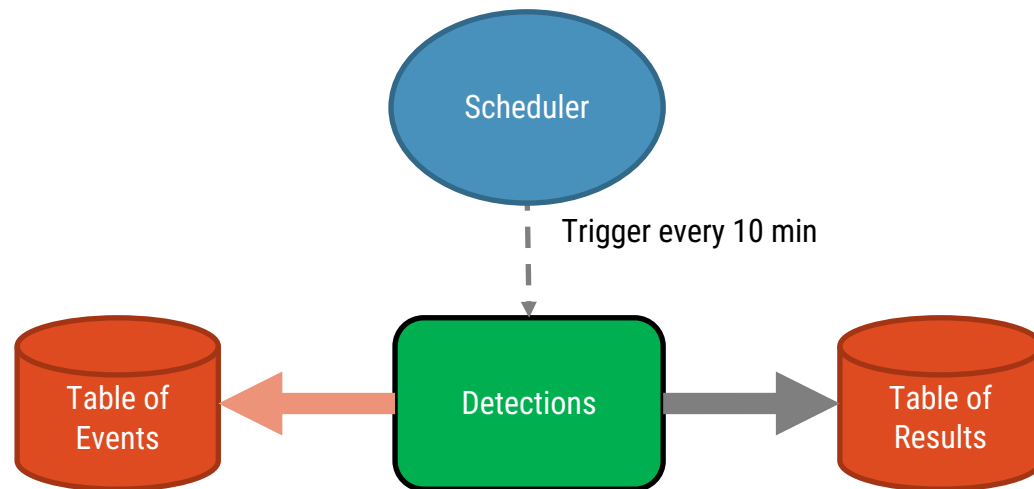 Scheduler
Trigger every 10 min
Table of
Events
Detections
Table of
Results